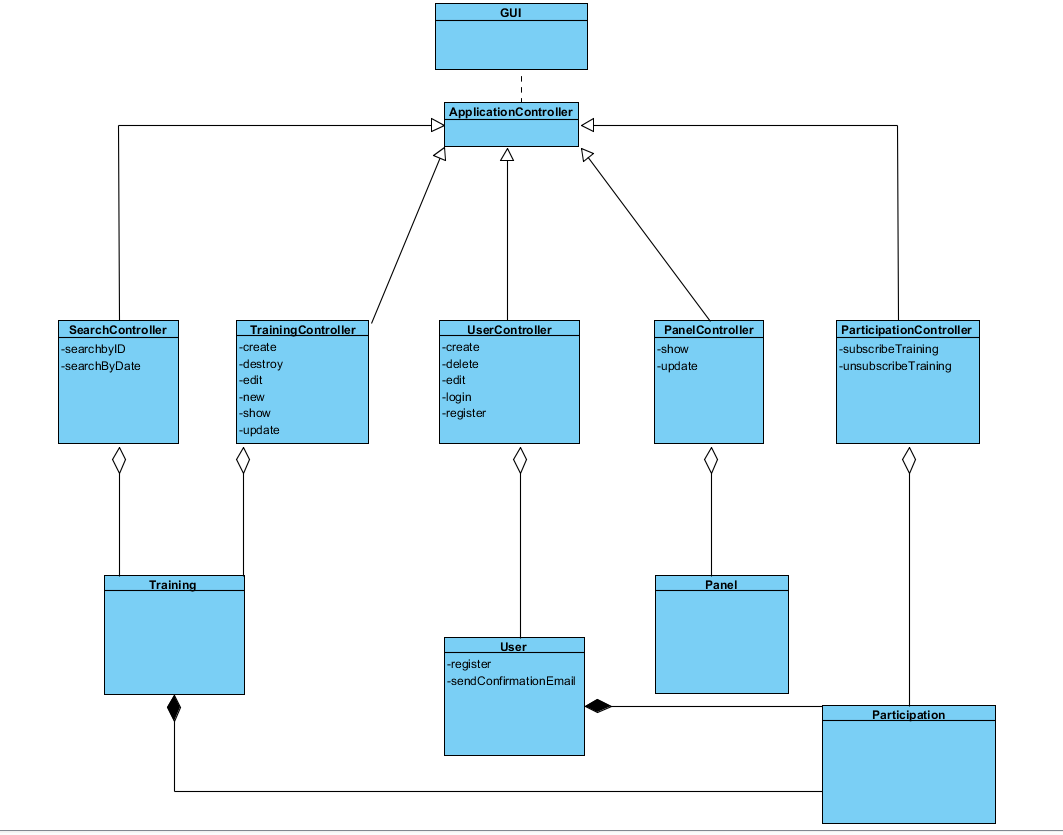 GUI
ApplicationController
SearchController
-searchbyID
-searchByDate
TrainingController
-create
-destroy
-edit
-new
-show
-update
UserController
-create
-delete
-edit
-login
-register
PanelController
-show
-update
ParticipationController
-subscribeTraining
-unsubscribeTraining
Training
User
-register
-sendConfirmationEmail
Panel
Participation